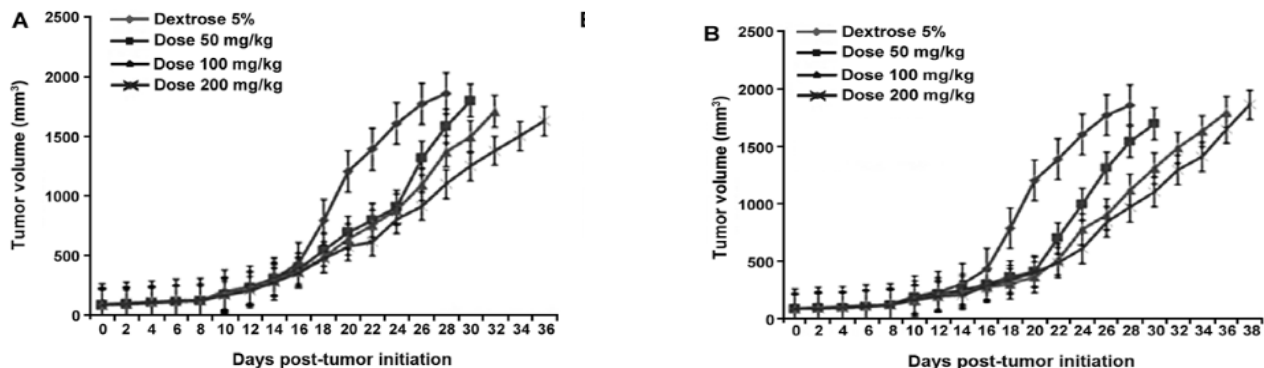 A
2500
2000
1500
1000
500
0
Tumor volume (mm³)
Dextrose 5%
Dose 50 mg/kg
Dose 100 mg/kg
Dose 200 mg/kg
0 2 4 6 8 10 12 14 16 18 20 22 24 26 28 30 32 34 36
Days post-tumor initiation
B
2500
2000
1500
1000
500
0
Tumor volume (mm³)
Dextrose 5%
Dose 50 mg/kg
Dose 100 mg/kg
Dose 200 mg/kg
0 2 4 6 8 10 12 14 16 18 20 22 24 26 28 30 32 34 36 38
Days post-tumor initiation